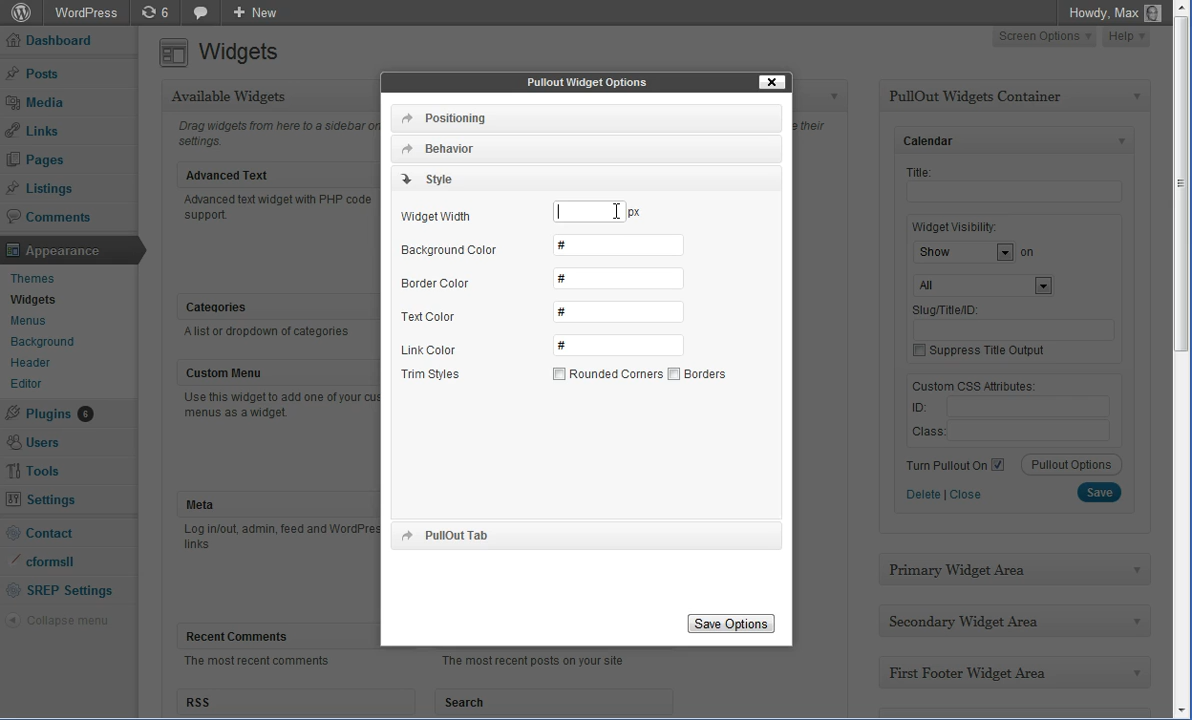 WordPress
6
New
Howdy, Max
Dashboard
Posts
Media
Links
Pages
Listings
Comments
Appearance
Themes
Widgets
Menus
Background
Header
Editor
Plugins 6
Users
Tools
Settings
Contact
cformsII
SREP Settings
Collapse menu
Screen Options
Help
Widgets
Available Widgets
Drag widgets from here to a sidebar on
e their
settings.
Advanced Text
Advanced text widget with PHP code
support.
Categories
A list or dropdown of categories
Custom Menu
Use this widget to add one of your cus
menus as a widget.
Meta
Log in/out, admin, feed and WordPres
links
Recent Comments
The most recent comments
The most recent posts on your site
RSS
Search
Pullout Widget Options
Positioning
Behavior
Style
Widget Width
px
Background Color
#
Border Color
#
Text Color
#
Link Color
#
Trim Styles
Rounded Corners
Borders
PullOut Tab
Save Options
PullOut Widgets Container
Calendar
Title:
Widget Visibility:
Show
on
All
Slug/Title/ID:
Suppress Title Output
Custom CSS Attributes:
ID:
Class:
Turn Pullout On
Pullout Options
Delete | Close
Save
Primary Widget Area
Secondary Widget Area
First Footer Widget Area